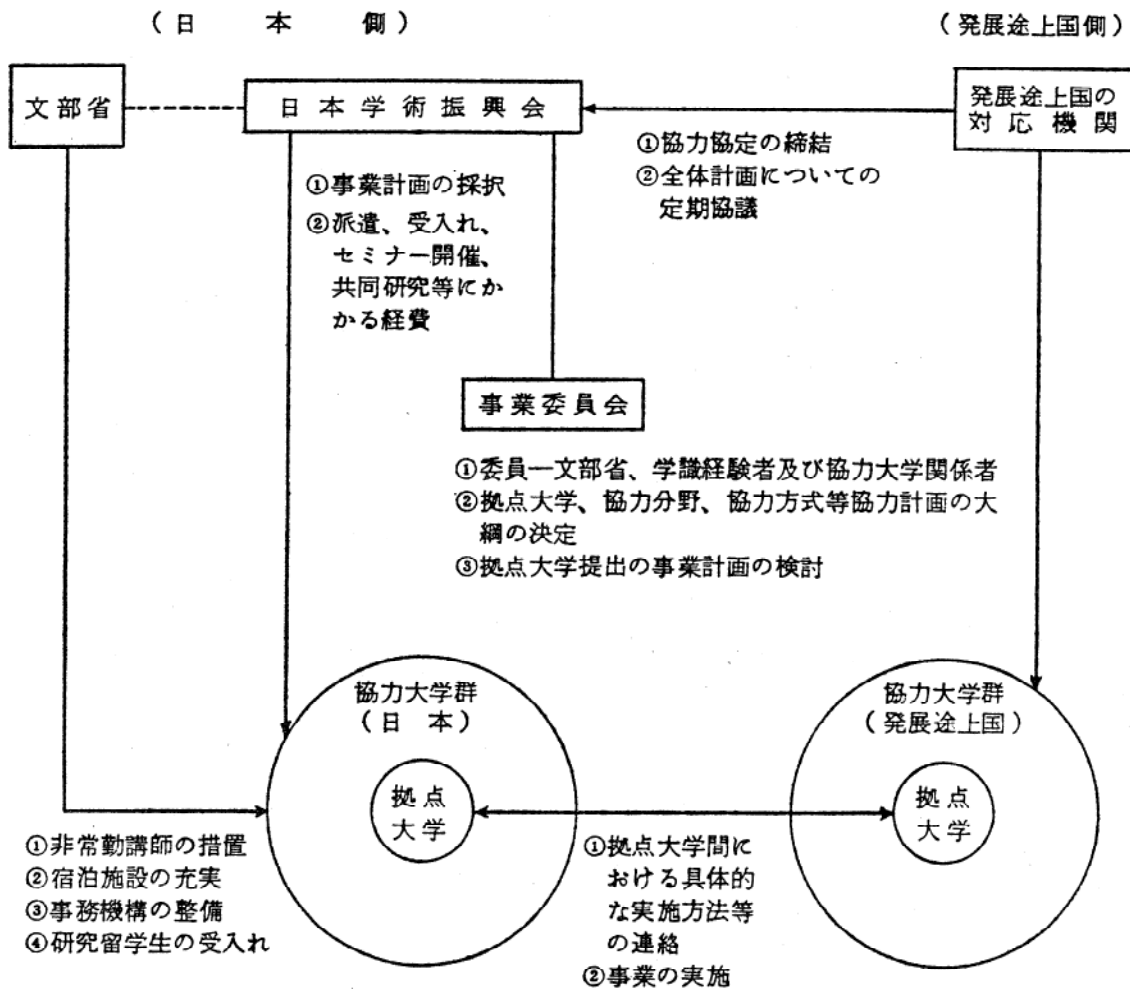 (日本側)
(発展途上国側)
文部省
日本学術振興会
発展途上国の
対応機関
①協力協定の締結
②全体計画についての
定期協議
①事業計画の採択
②派遣、受入れ、
セミナー開催、
共同研究等にか
かる経費
事業委員会
①委員―文部省、学識経験者及び協力大学関係者
②拠点大学、協力分野、協力方式等協力計画の大
綱の決定
③拠点大学提出の事業計画の検討
協力大学群
(日本)
拠点
大学
協力大学群
(発展途上国)
拠点
大学
①非常勤講師の措置
②宿泊施設の充実
③事務機構の整備
④研究留学生の受入れ
①拠点大学間に
おける具体的
な実施方法等
の連絡
②事業の実施